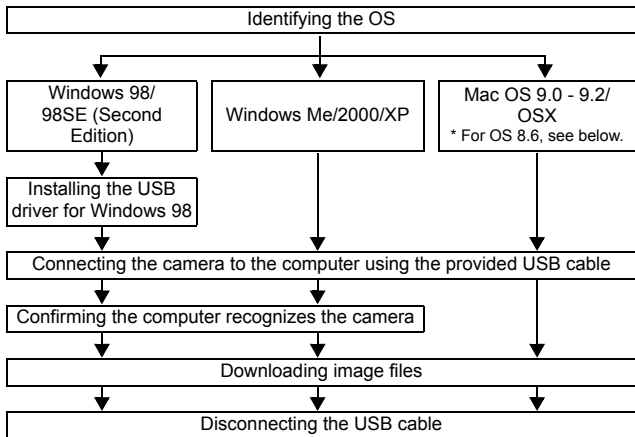 Identifying the OS
Windows 98/
98SE (Second
Edition)
Windows Me/2000/XP
Mac OS 9.0 - 9.2/
OSX
* For OS 8.6, see below.
Installing the USB
driver for Windows 98
Connecting the camera to the computer using the provided USB cable
Confirming the computer recognizes the camera
Downloading image files
Disconnecting the USB cable